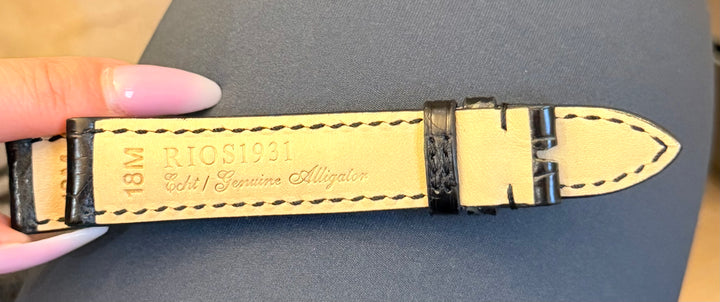 18M
RIOS1931
Echt / Genuine Alligator